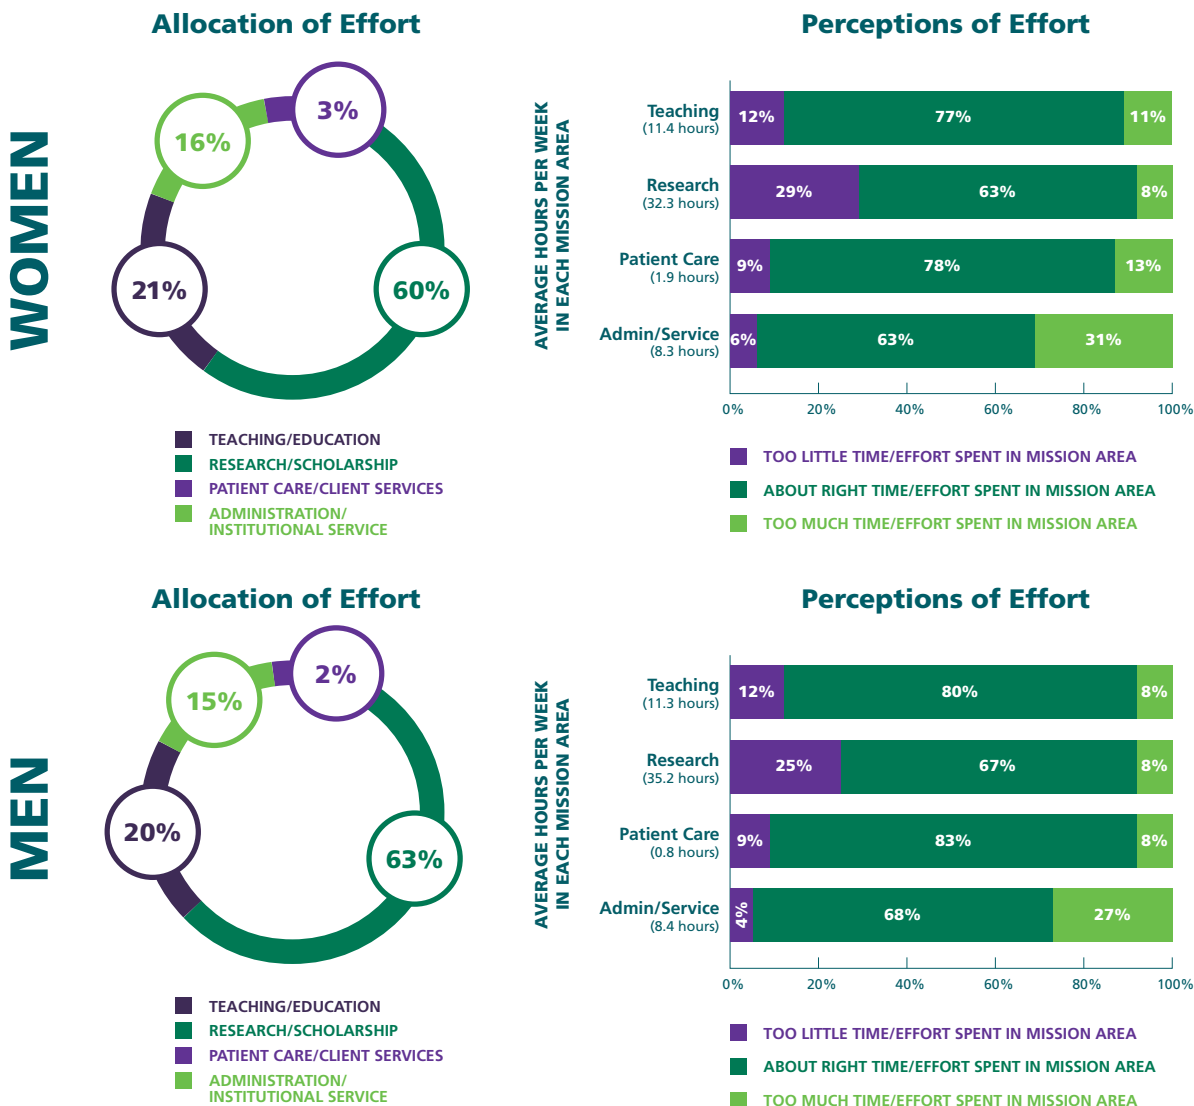 Allocation of Effort
WOMEN
3%
16%
21%
60%
TEACHING/EDUCATION
RESEARCH/SCHOLARSHIP
PATIENT CARE/CLIENT SERVICES
ADMINISTRATION/
INSTITUTIONAL SERVICE
Perceptions of Effort
AVERAGE HOURS PER WEEK
IN EACH MISSION AREA
Teaching
(11.4 hours)
12% 77% 11%
Research
(32.3 hours)
29% 63% 8%
Patient Care
(1.9 hours)
9% 78% 13%
Admin/Service
(8.3 hours)
6% 63% 31%
0% 20% 40% 60% 80% 100%
TOO LITTLE TIME/EFFORT SPENT IN MISSION AREA
ABOUT RIGHT TIME/EFFORT SPENT IN MISSION AREA
TOO MUCH TIME/EFFORT SPENT IN MISSION AREA
Allocation of Effort
MEN
2%
15%
20%
63%
TEACHING/EDUCATION
RESEARCH/SCHOLARSHIP
PATIENT CARE/CLIENT SERVICES
ADMINISTRATION/
INSTITUTIONAL SERVICE
Perceptions of Effort
AVERAGE HOURS PER WEEK
IN EACH MISSION AREA
Teaching
(11.3 hours)
12% 80% 8%
Research
(35.2 hours)
25% 67% 8%
Patient Care
(0.8 hours)
9% 83% 8%
Admin/Service
(8.4 hours)
4% 68% 27%
0% 20% 40% 60% 80% 100%
TOO LITTLE TIME/EFFORT SPENT IN MISSION AREA
ABOUT RIGHT TIME/EFFORT SPENT IN MISSION AREA
TOO MUCH TIME/EFFORT SPENT IN MISSION AREA